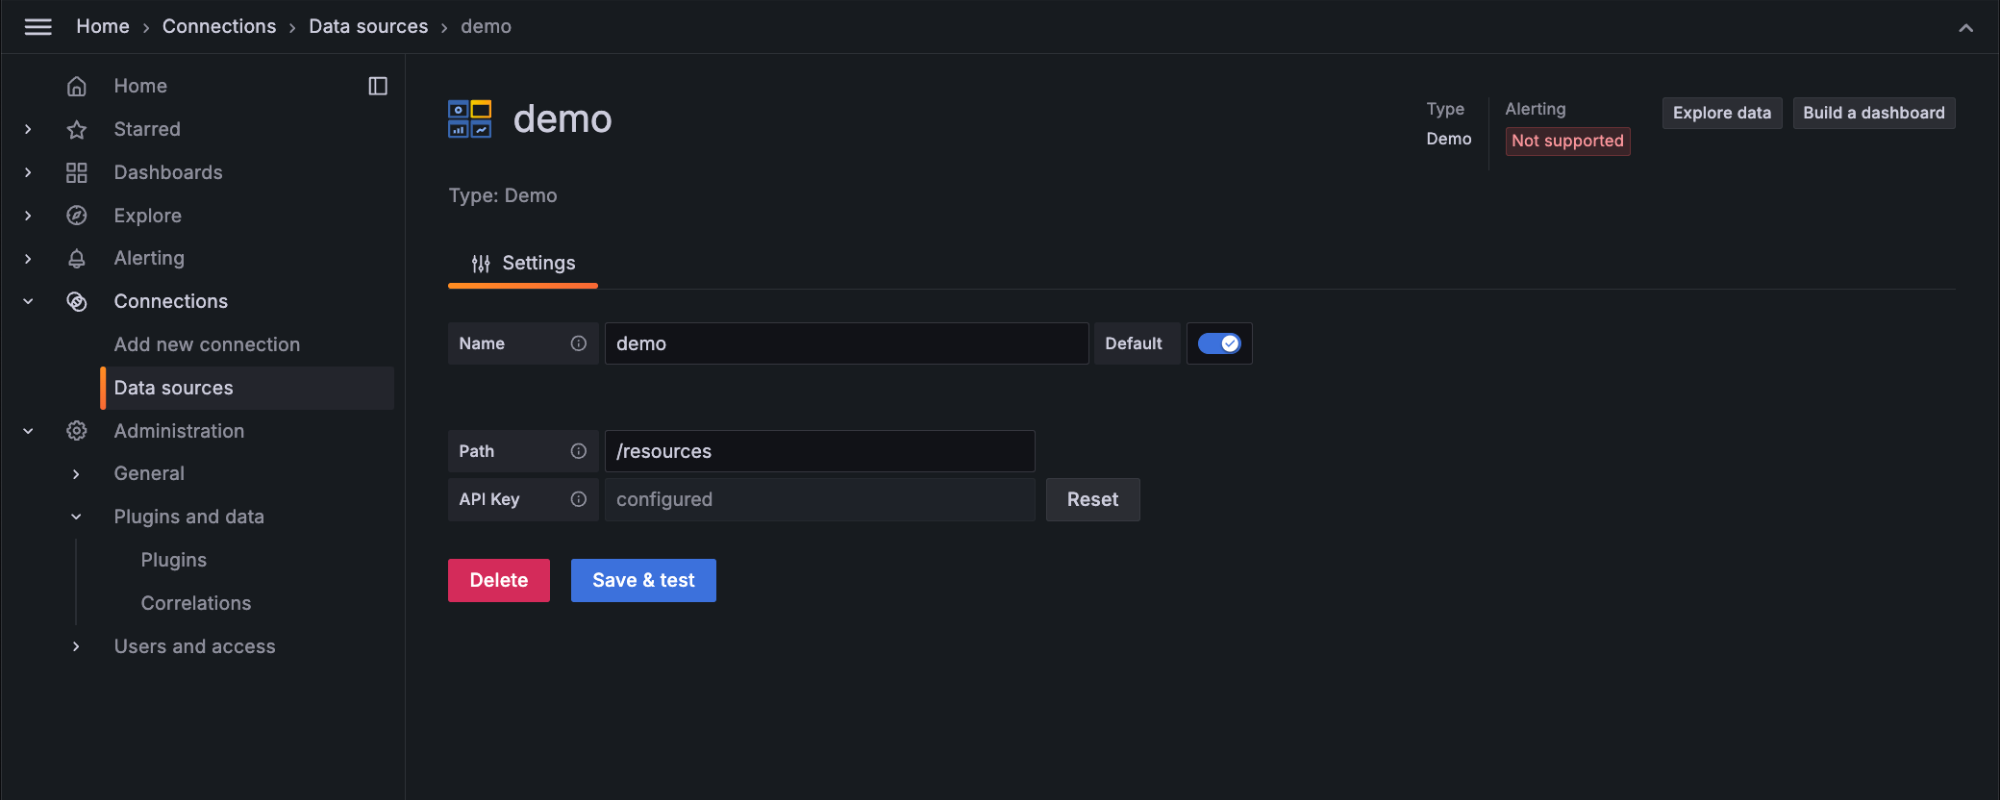 Home › Connections › Data sources › demo
Home
Starred
Dashboards
Explore
Alerting
Connections
Add new connection
Data sources
Administration
General
Plugins and data
Plugins
Correlations
Users and access
demo
Type
Demo
Alerting
Not supported
Explore data
Build a dashboard
Type: Demo
Settings
Name demo Default
Path /resources
API Key configured Reset
Delete Save & test